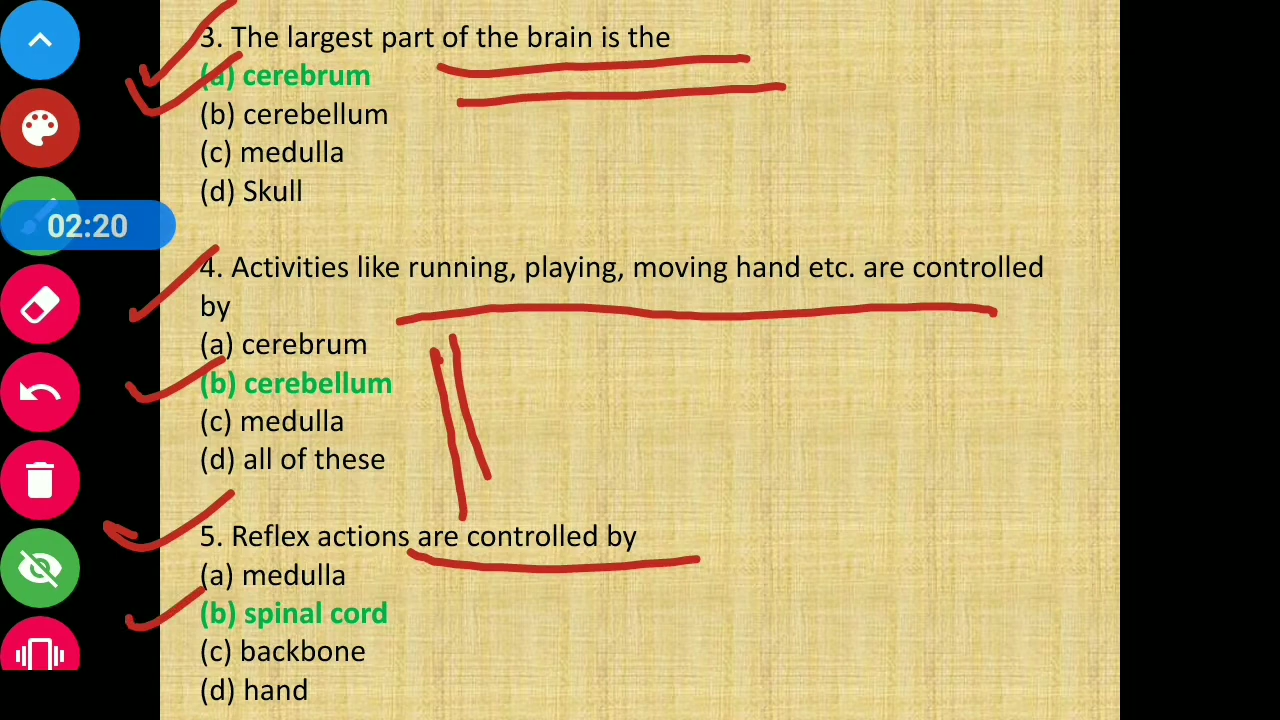 3. The largest part of the brain is the
(a) cerebrum
(b) cerebellum
(c) medulla
(d) Skull
02:20
4. Activities like running, playing, moving hand etc. are controlled
by
(a) cerebrum
(b) cerebellum
(c) medulla
(d) all of these
5. Reflex actions are controlled by
(a) medulla
(b) spinal cord
(c) backbone
(d) hand